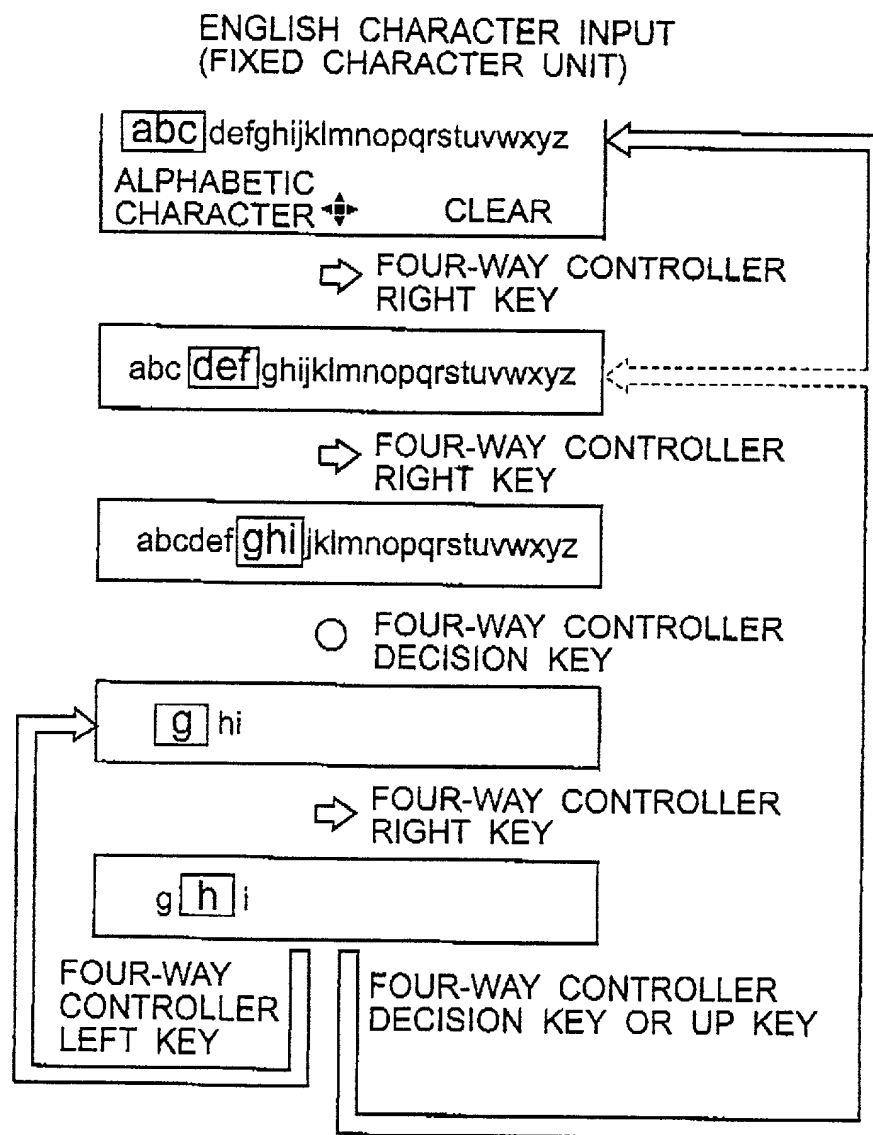 ENGLISH CHARACTER INPUT
(FIXED CHARACTER UNIT)
abc defghijklmnopqrstuvwxyz
ALPHABETIC
CHARACTER CLEAR
FOUR-WAY CONTROLLER
RIGHT KEY
abc def ghijklmnopqrstuvwxyz
FOUR-WAY CONTROLLER
RIGHT KEY
abcdef ghi jklmnopqrstuvwxyz
FOUR-WAY CONTROLLER
DECISION KEY
g hi
FOUR-WAY CONTROLLER
RIGHT KEY
g h i
FOUR-WAY
CONTROLLER
LEFT KEY
FOUR-WAY CONTROLLER
DECISION KEY OR UP KEY